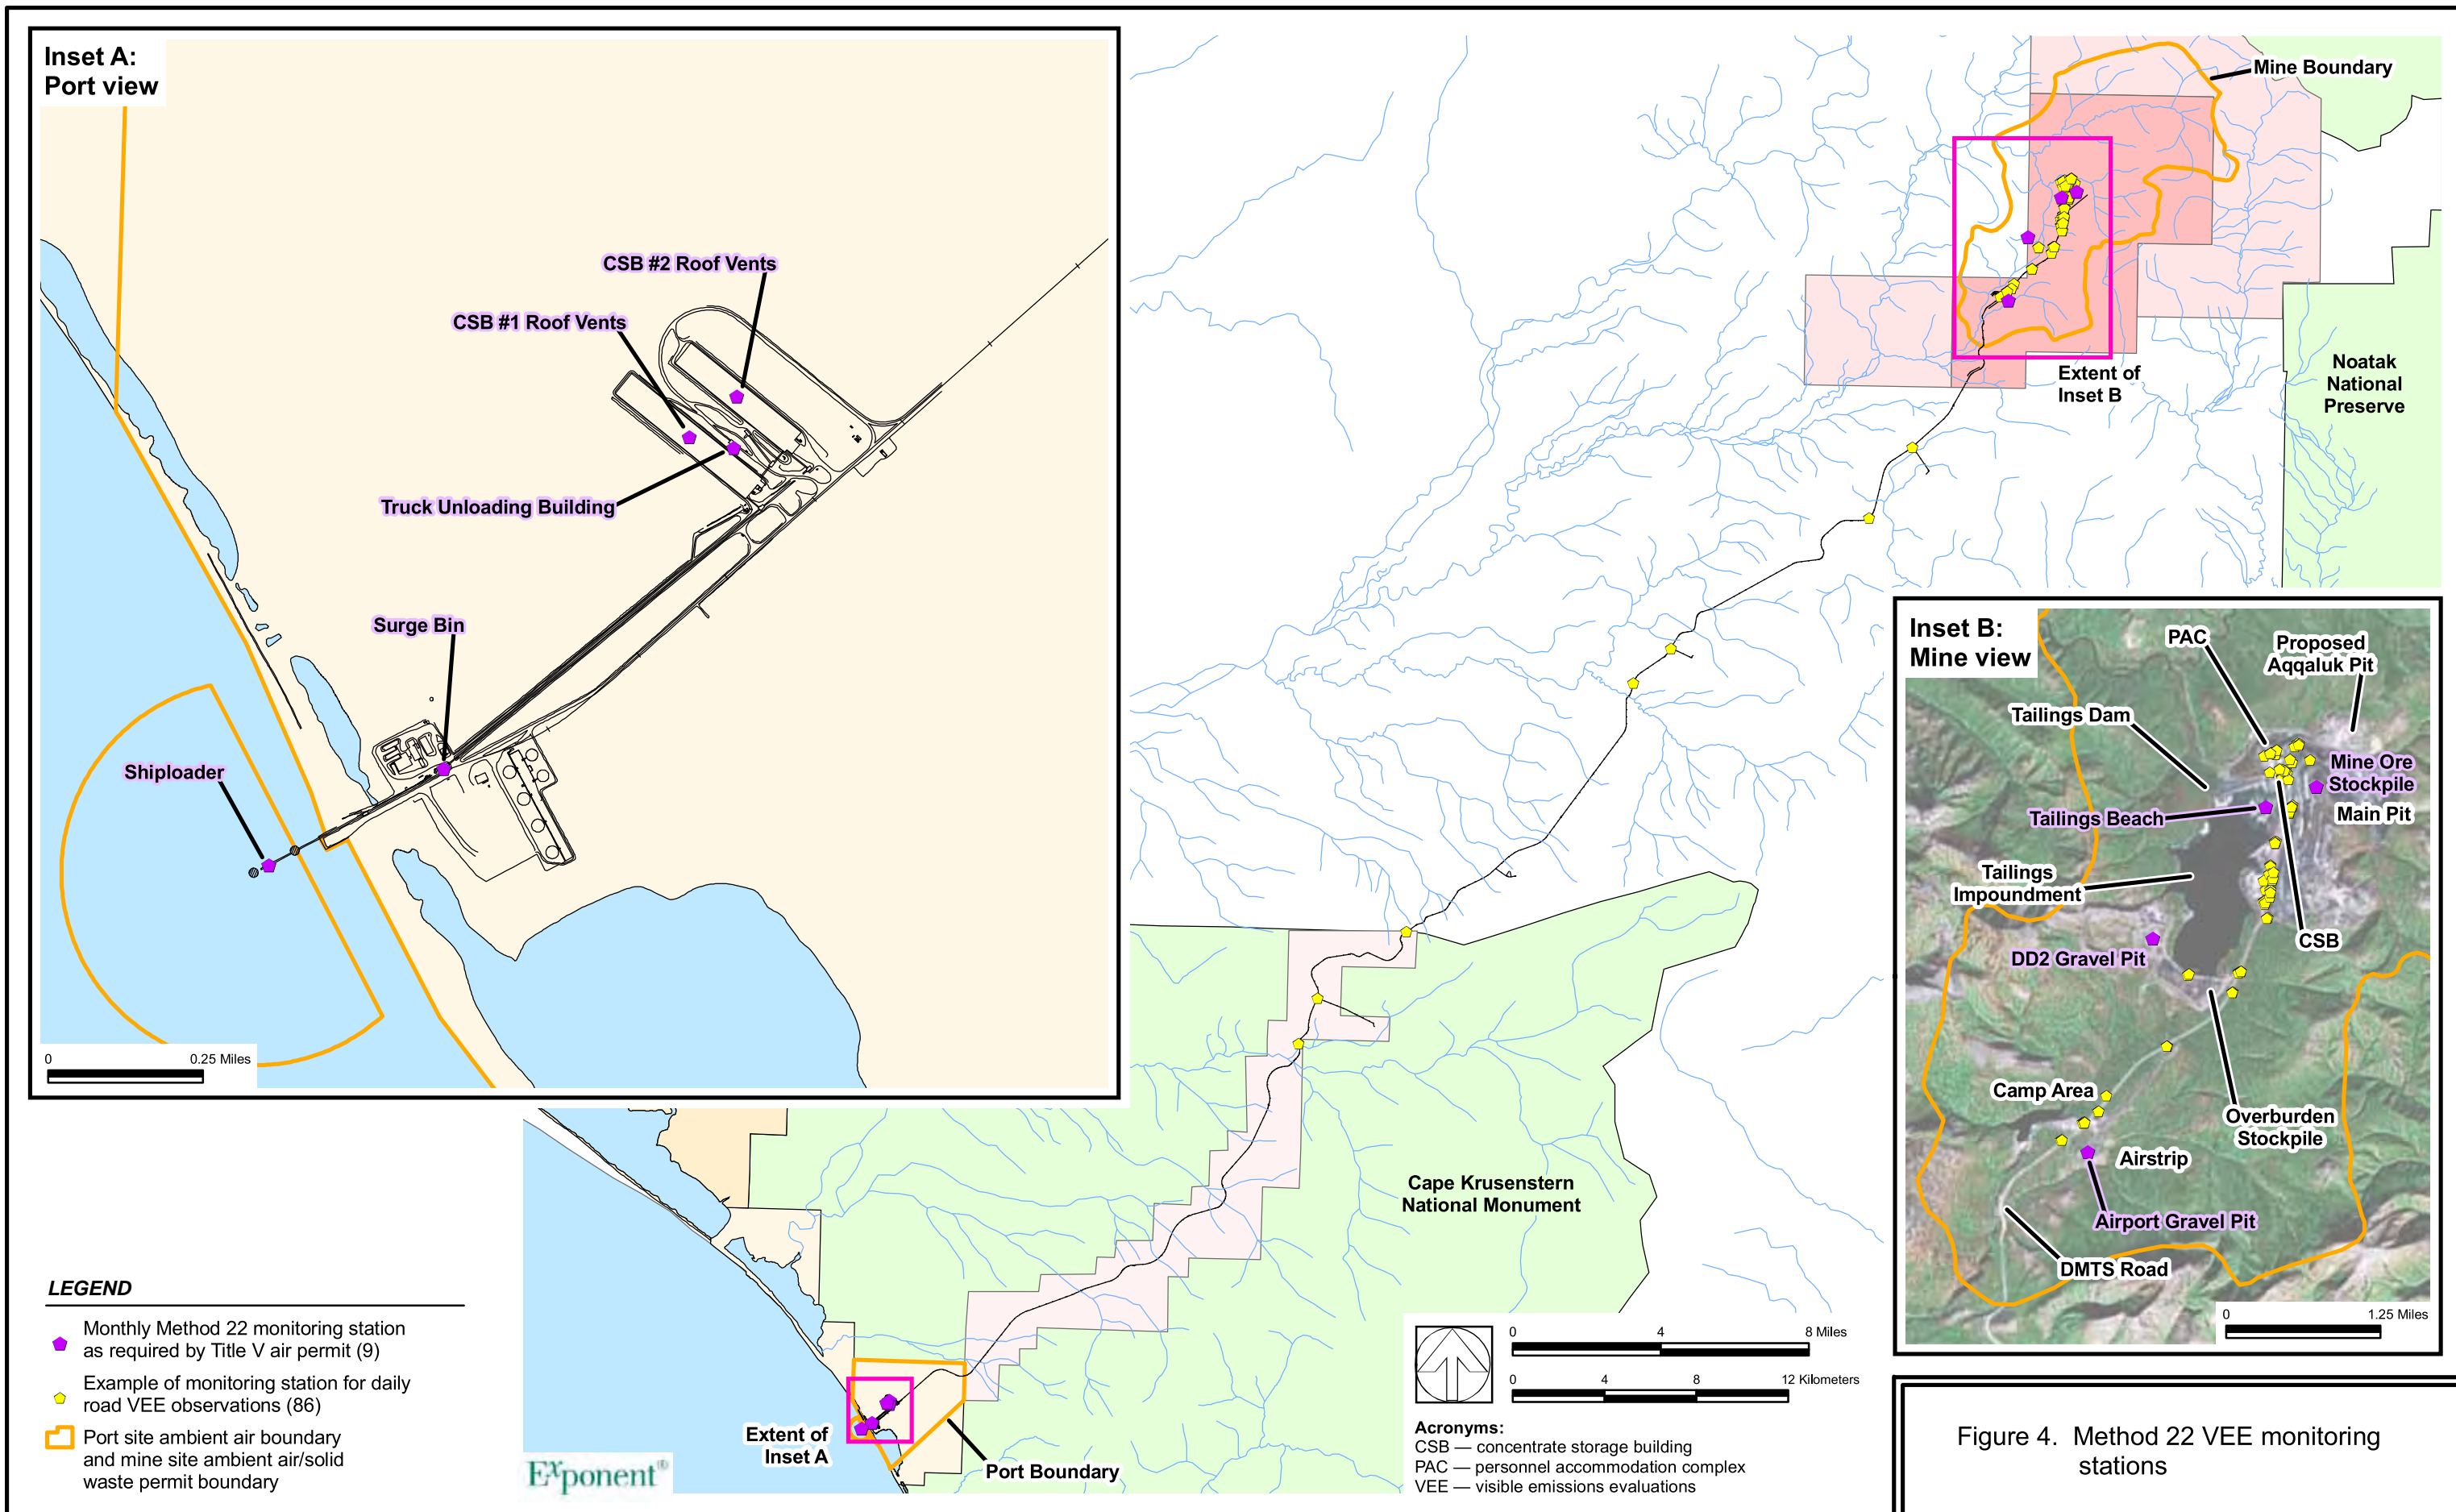 Inset A:
Port view
CSB #2 Roof Vents
CSB #1 Roof Vents
Truck Unloading Building
Surge Bin
Shiploader
0
0.25 Miles
Mine Boundary
Extent of
Inset B
Noatak
National
Preserve
Inset B:
Mine view
PAC
Proposed
Aqqaluk Pit
Tailings Dam
Mine Ore
Stockpile
Tailings Beach
Main Pit
Tailings
Impoundment
CSB
DD2 Gravel Pit
Camp Area
Overburden
Stockpile
Airstrip
Airport Gravel Pit
DMTS Road
0
1.25 Miles
Cape Krusenstern
National Monument
Extent of
Inset A
Port Boundary
LEGEND
Monthly Method 22 monitoring station
as required by Title V air permit (9)
Example of monitoring station for daily
road VEE observations (86)
Port site ambient air boundary
and mine site ambient air/solid
waste permit boundary
Exponent®
0 4 8 Miles
0 4 8 12 Kilometers
Acronyms:
CSB — concentrate storage building
PAC — personnel accommodation complex
VEE — visible emissions evaluations
Figure 4. Method 22 VEE monitoring
stations